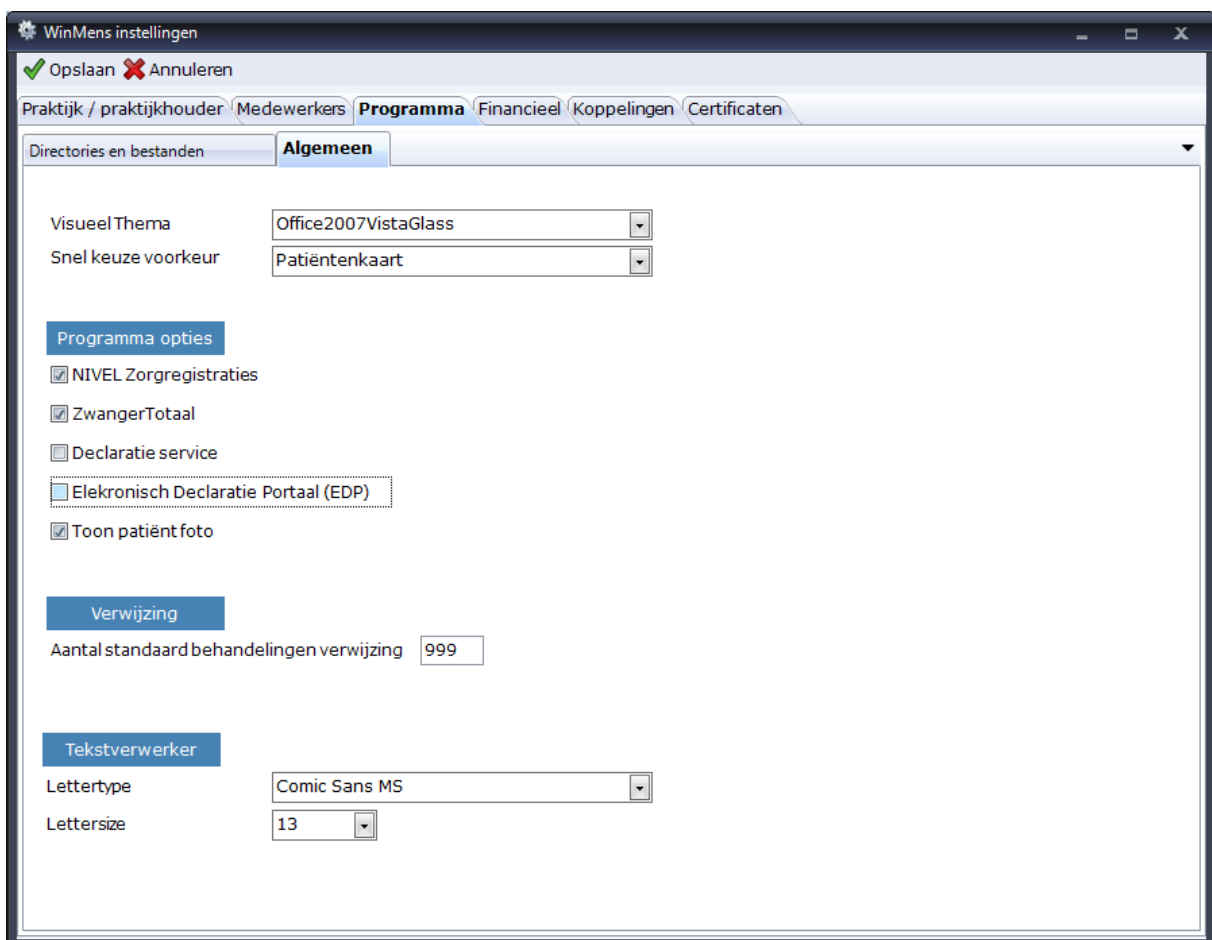 WinMens instellingen
Opslaan Annuleren
Praktijk / praktijkhouder Medewerkers Programma Financieel Koppelingen Certificaten
Directories en bestanden Algemeen
Visueel Thema Office2007VistaGlass
Snel keuze voorkeur Patiëntenkaart
Programma opties
NIVEL Zorgregistraties
ZwangerTotaal
Declaratie service
Elekronisch Declaratie Portaal (EDP)
Toon patiënt foto
Verwijzing
Aantal standaard behandelingen verwijzing 999
Tekstverwerker
Lettertype Comic Sans MS
Lettersize 13